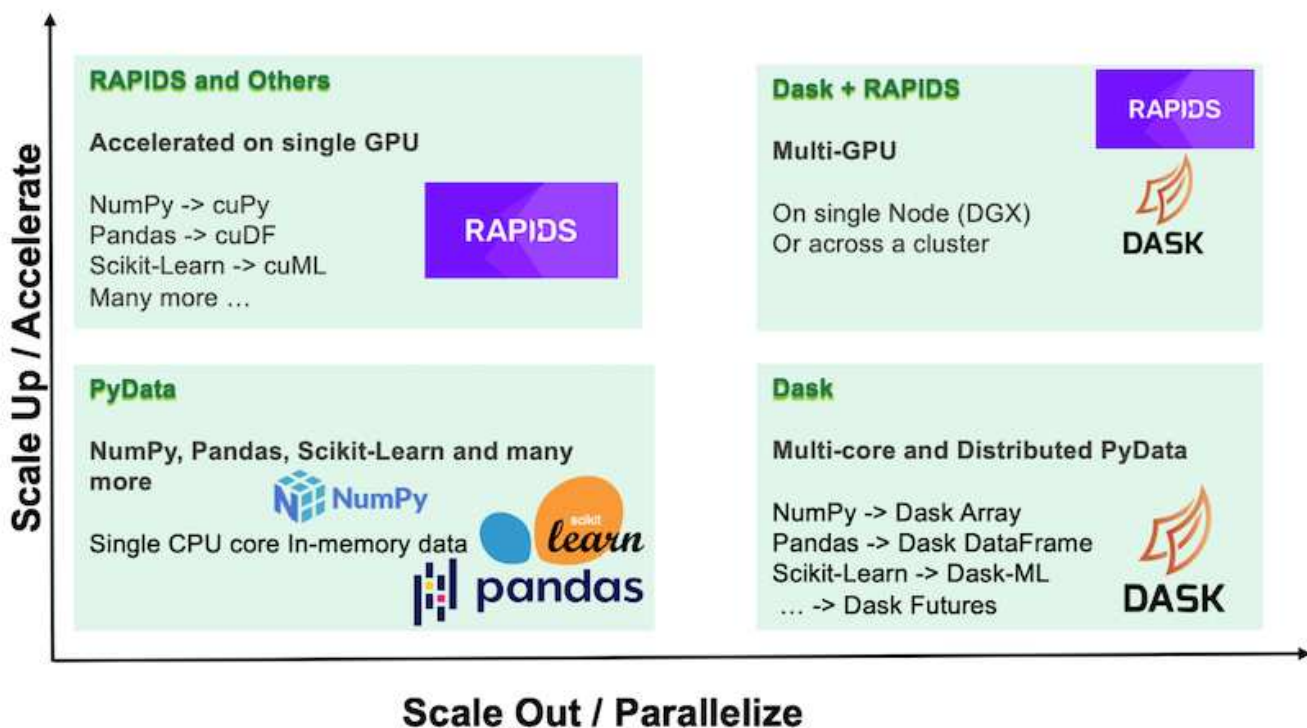 Scale Up / Accelerate
RAPIDS and Others
Accelerated on single GPU
NumPy -> cuPy
Pandas -> cuDF
Scikit-Learn -> cuML
Many more …
RAPIDS
Dask + RAPIDS
RAPIDS
Multi-GPU
On single Node (DGX)
Or across a cluster
DASK
PyData
NumPy, Pandas, Scikit-Learn and many
more
NumPy
Single CPU core In-memory data
scikit
learn
pandas
Dask
Multi-core and Distributed PyData
NumPy -> Dask Array
Pandas -> Dask DataFrame
Scikit-Learn -> Dask-ML
… -> Dask Futures
DASK
Scale Out / Parallelize